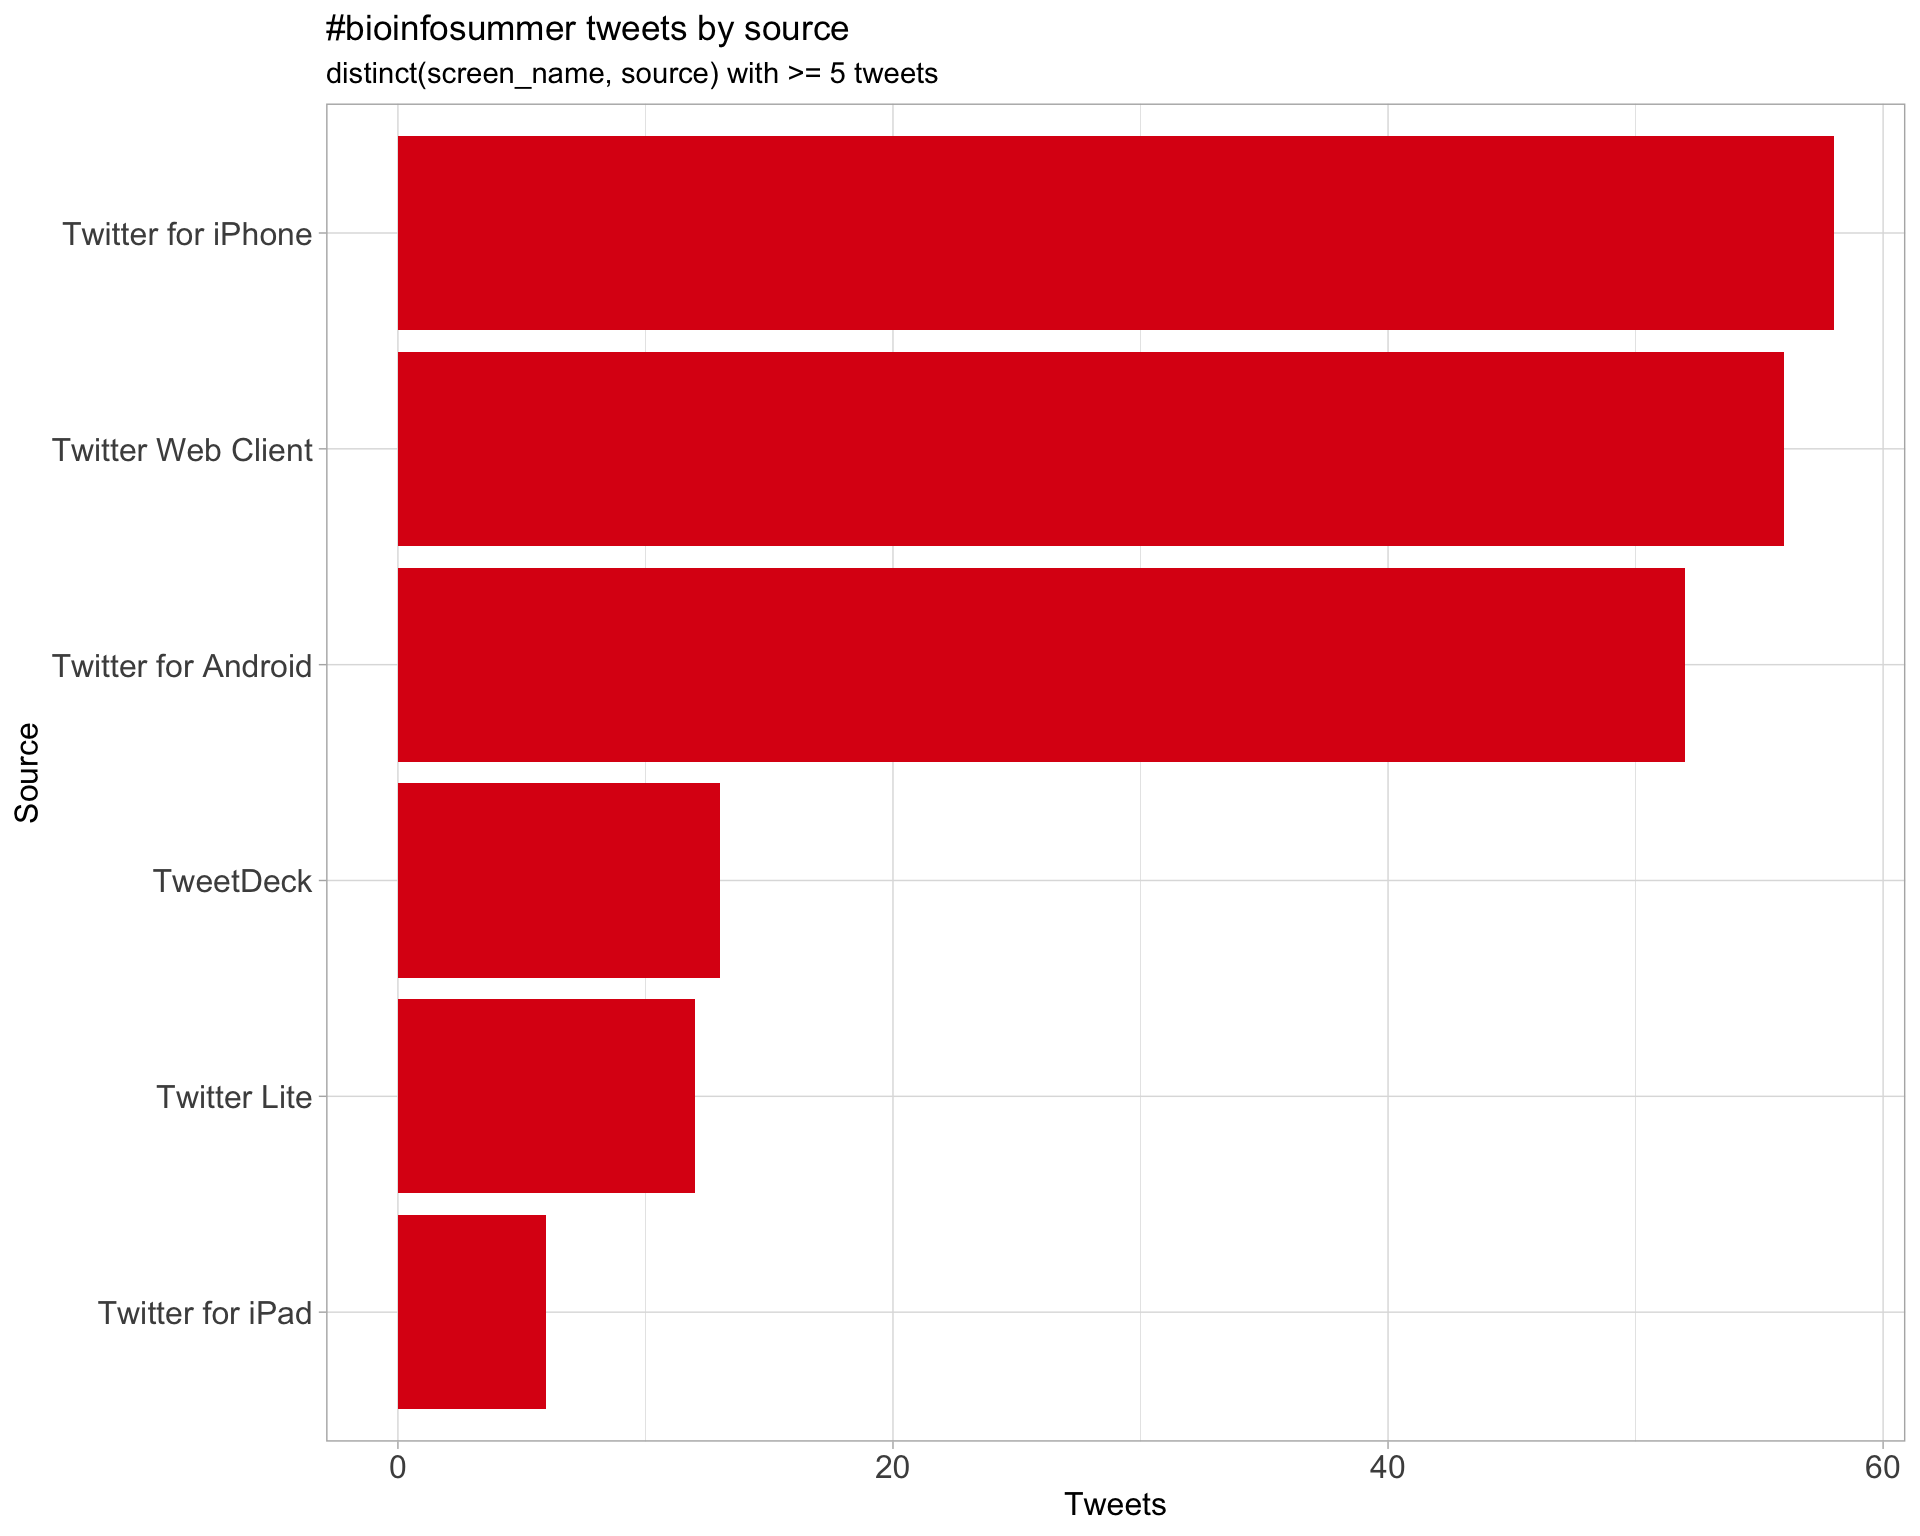 #bioinfosummer tweets by source
distinct(screen_name, source) with >= 5 tweets
Source
Twitter for iPhone
Twitter Web Client
Twitter for Android
TweetDeck
Twitter Lite
Twitter for iPad
0 20 40 60
Tweets